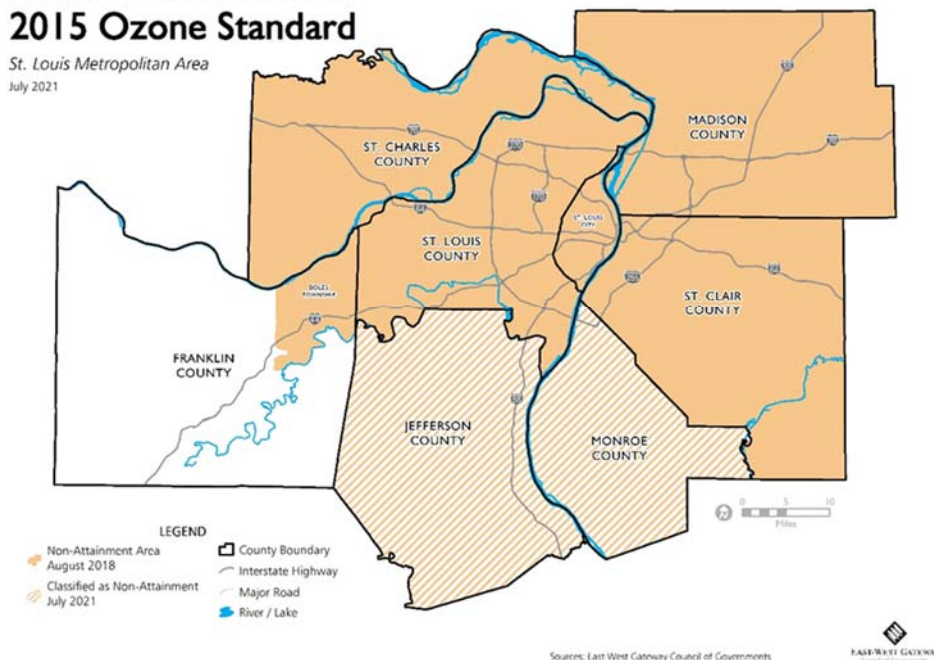 2015 Ozone Standard
St. Louis Metropolitan Area
July 2021
MADISON
COUNTY
ST. CHARLES
COUNTY
ST. LOUIS
CITY
ST. LOUIS
COUNTY
ST. CLAIR
COUNTY
FRANKLIN
COUNTY
JEFFERSON
COUNTY
MONROE
COUNTY
0 5 10
Miles
LEGEND
Non-Attainment Area
August 2018
Classified as Non-Attainment
July 2021
County Boundary
Interstate Highway
Major Road
River / Lake
Sources: East West Gateway Council of Governments
EAST-WEST GATEWAY